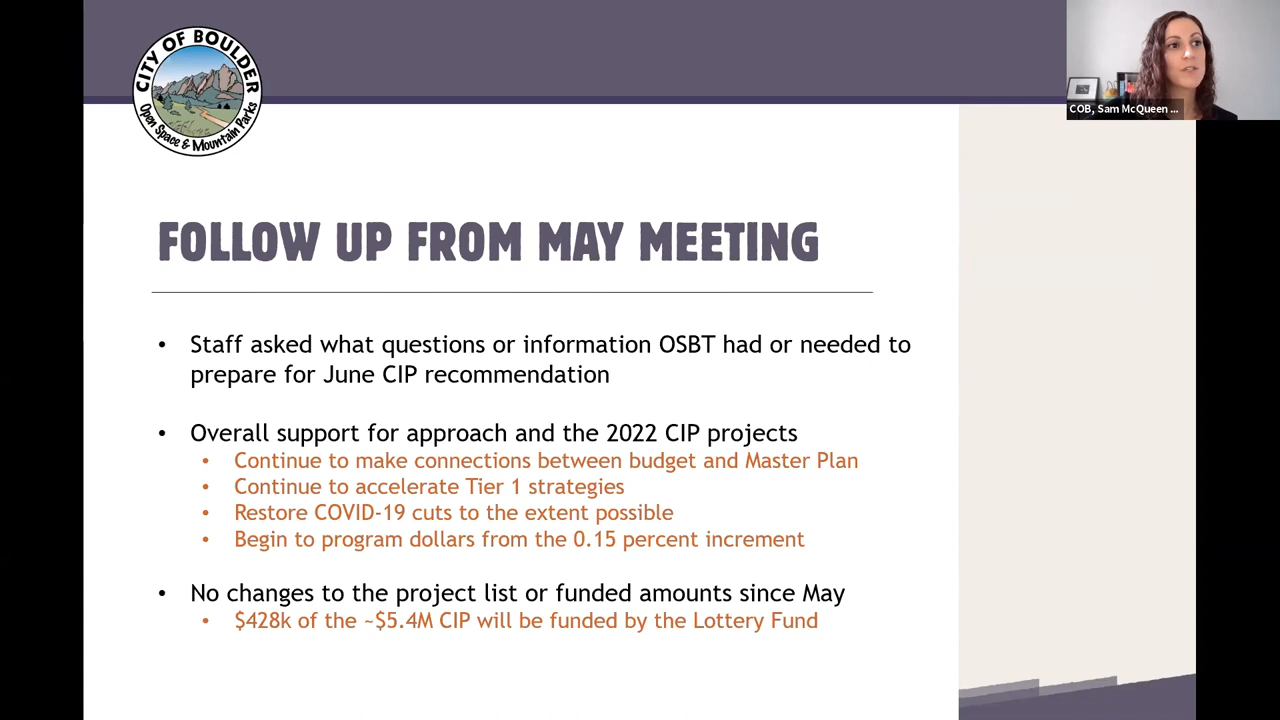 CITY OF BOULDER
Open Space & Mountain Parks
COB, Sam McQueen ...
FOLLOW UP FROM MAY MEETING
• Staff asked what questions or information OSBT had or needed to
prepare for June CIP recommendation
• Overall support for approach and the 2022 CIP projects
• Continue to make connections between budget and Master Plan
• Continue to accelerate Tier 1 strategies
• Restore COVID-19 cuts to the extent possible
• Begin to program dollars from the 0.15 percent increment
• No changes to the project list or funded amounts since May
• $428k of the ~$5.4M CIP will be funded by the Lottery Fund